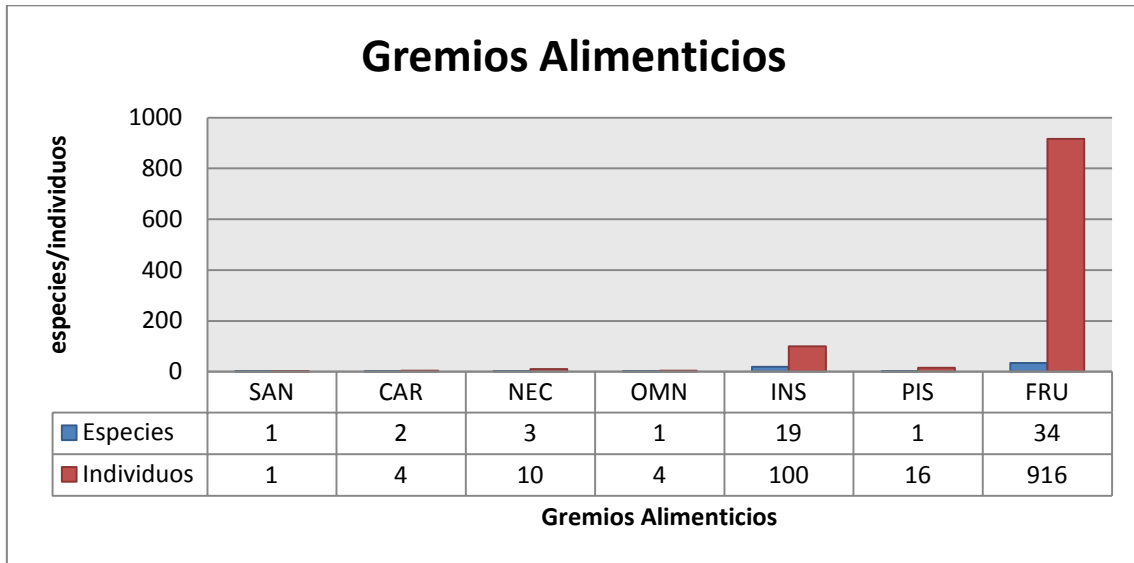 Gremios Alimenticios
especies/individuos
1000
800
600
400
200
0
SAN CAR NEC OMN INS PIS FRU
Especies 1 2 3 1 19 1 34
Individuos 1 4 10 4 100 16 916
Gremios Alimenticios